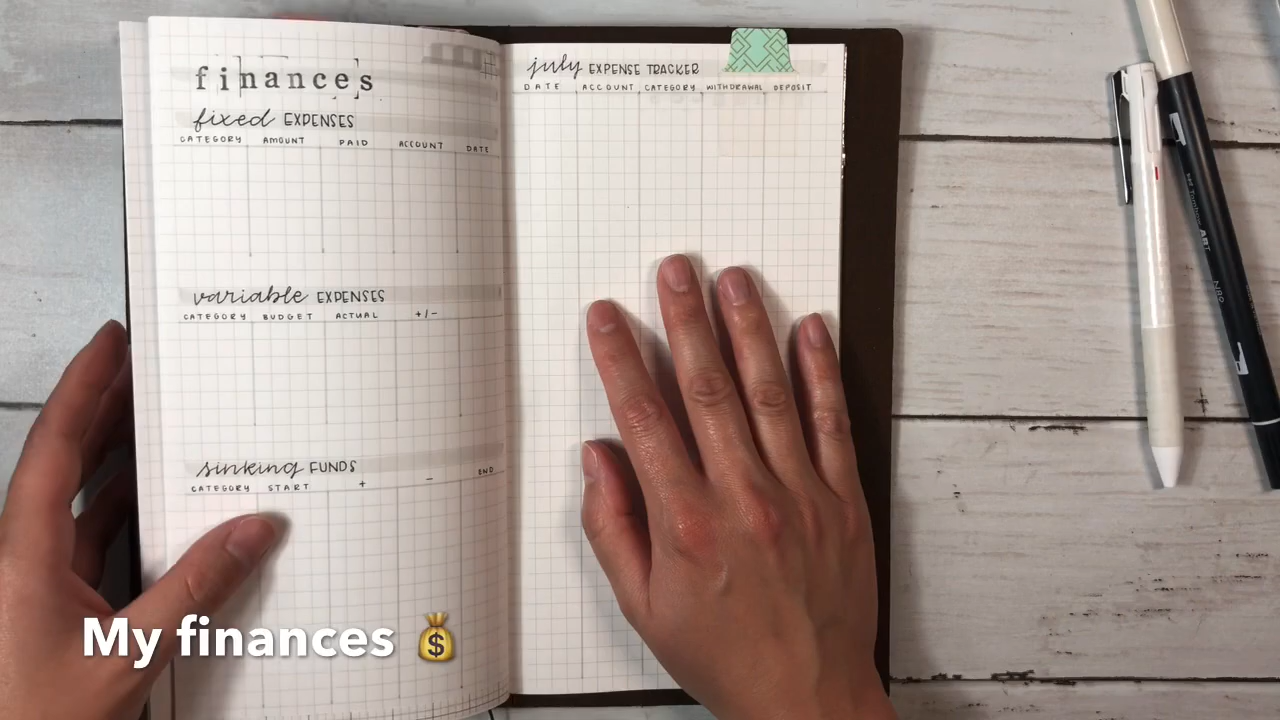 finances
fixed EXPENSES
CATEGORY AMOUNT PAID ACCOUNT DATE
variable EXPENSES
CATEGORY BUDGET ACTUAL +/-
sinking FUNDS
CATEGORY START + - END
july EXPENSE TRACKER
DATE ACCOUNT CATEGORY WITHDRAWAL DEPOSIT
My finances 💰